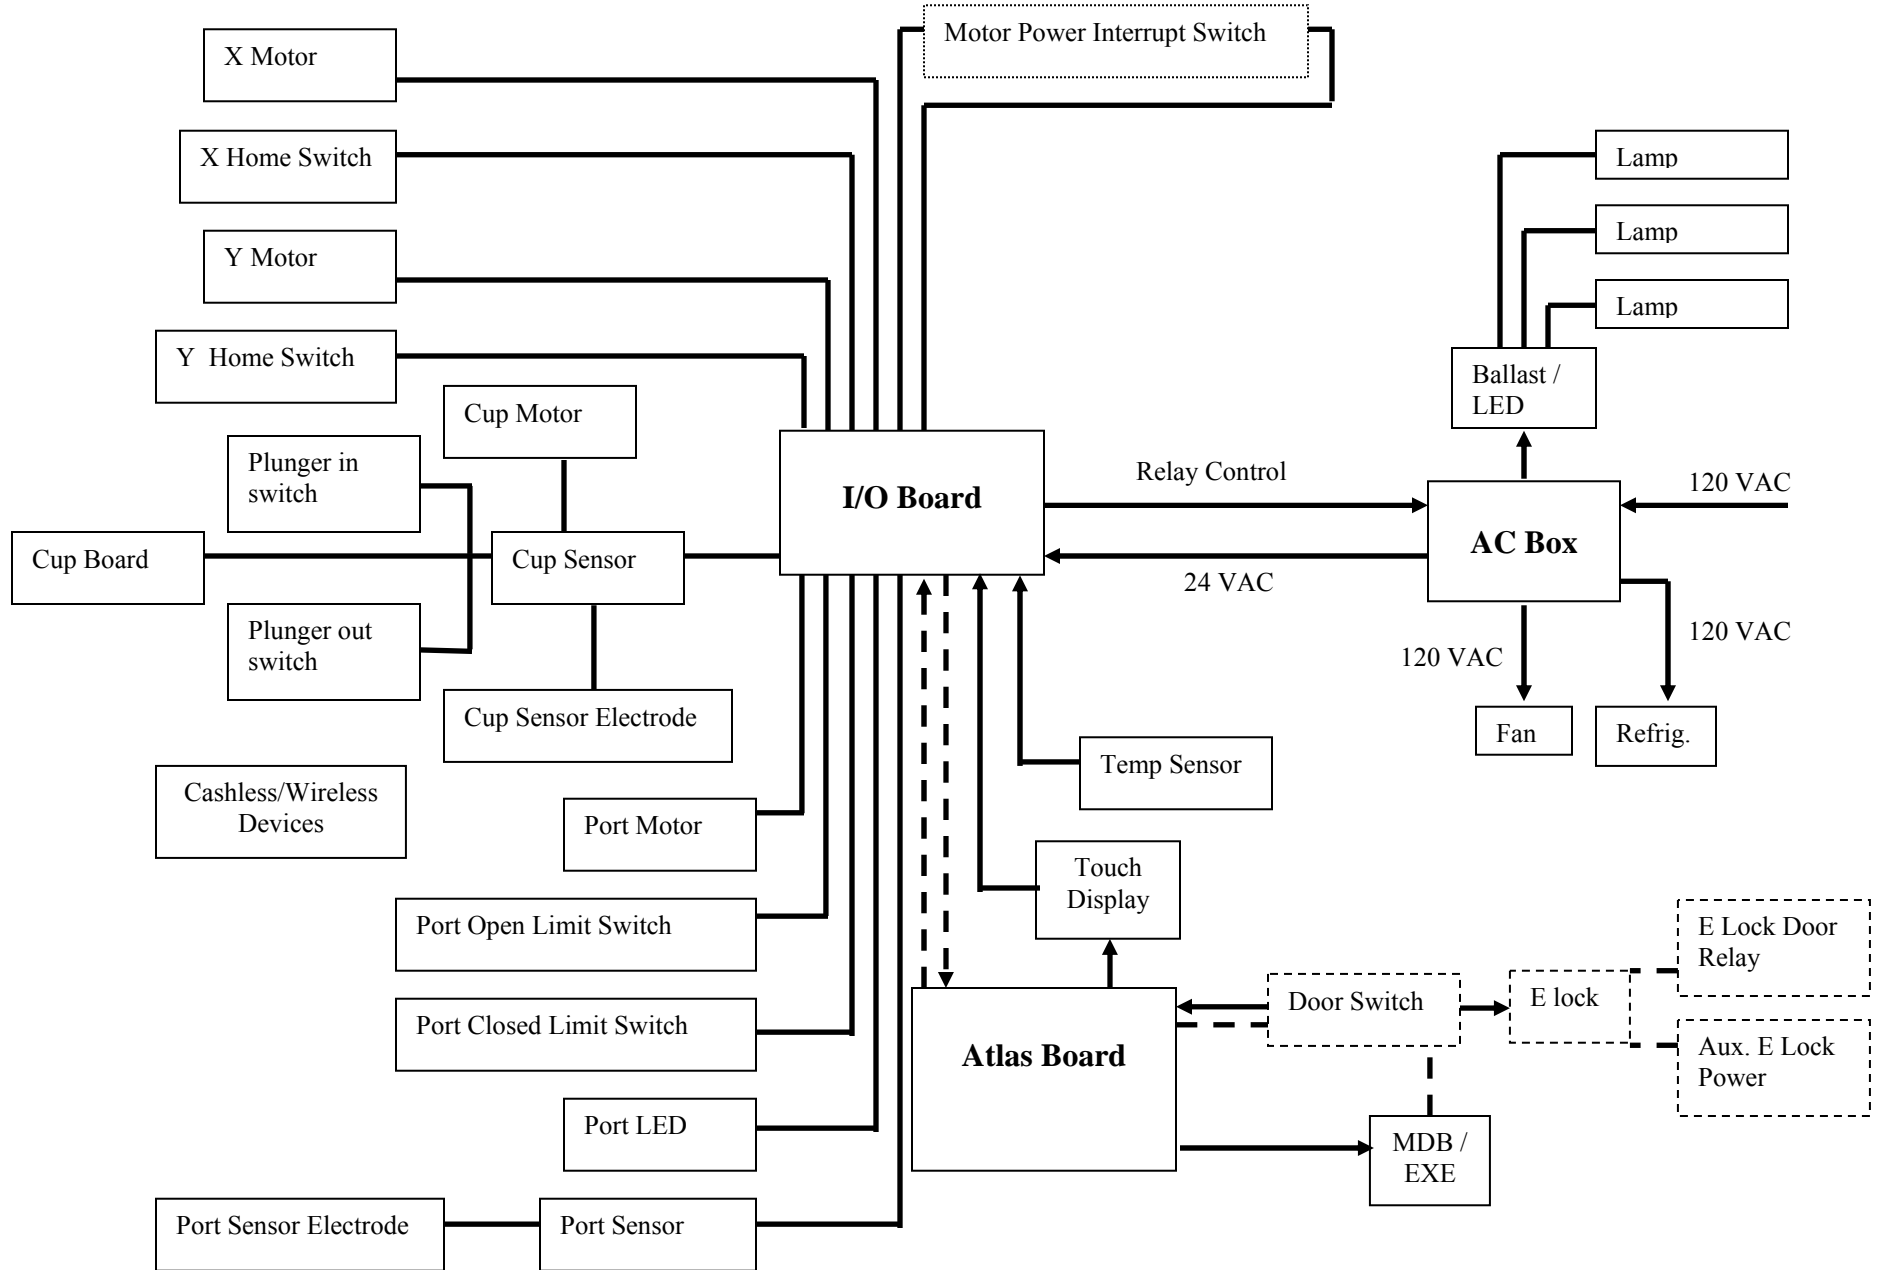 Motor Power Interrupt Switch
X Motor
X Home Switch
Y Motor
Y Home Switch
Cup Motor
Plunger in
switch
Cup Board
Cup Sensor
Plunger out
switch
Cup Sensor Electrode
Cashless/Wireless
Devices
Port Motor
Port Open Limit Switch
Port Closed Limit Switch
Port LED
Port Sensor Electrode
Port Sensor
I/O Board
Relay Control
24 VAC
Lamp
Lamp
Lamp
Ballast /
LED
AC Box
120 VAC
120 VAC
120 VAC
Fan
Refrig.
Temp Sensor
Touch
Display
Atlas Board
Door Switch
E lock
E Lock Door
Relay
Aux. E Lock
Power
MDB /
EXE